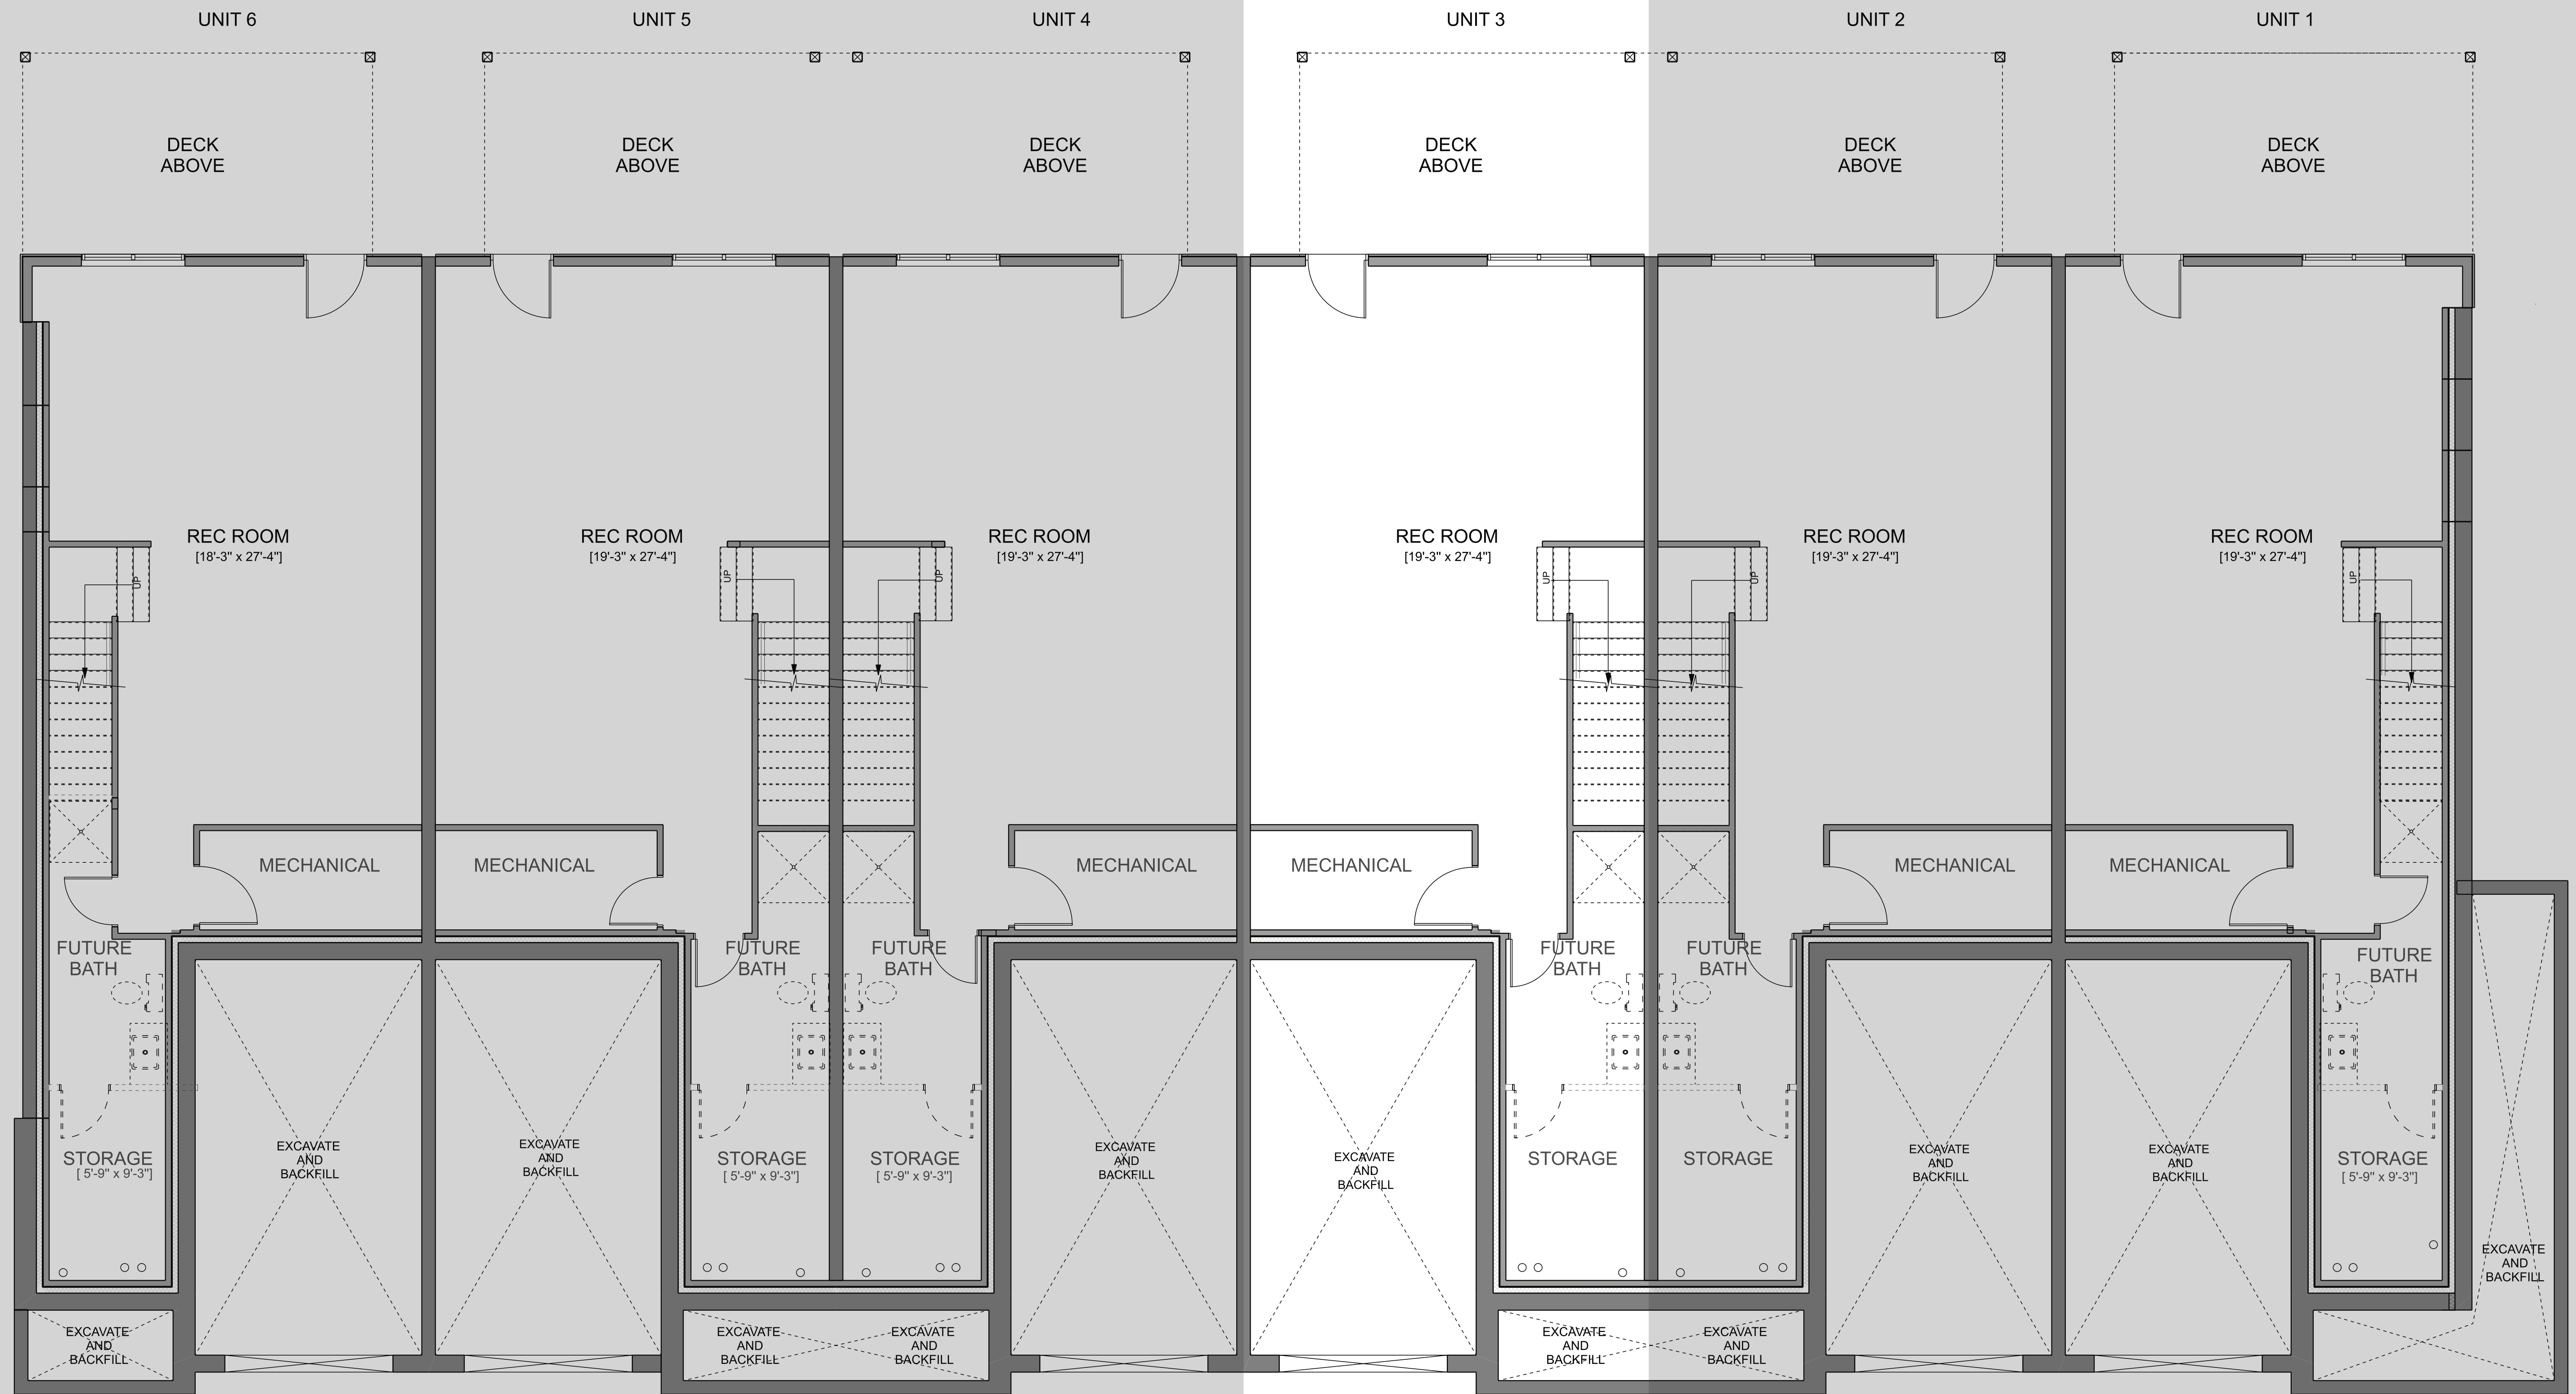 UNIT 6
UNIT 5
UNIT 4
UNIT 3
UNIT 2
UNIT 1
DECK
ABOVE
DECK
ABOVE
DECK
ABOVE
DECK
ABOVE
DECK
ABOVE
DECK
ABOVE
REC ROOM
[18'-3" x 27'-4"]
REC ROOM
[19'-3" x 27'-4"]
REC ROOM
[19'-3" x 27'-4"]
REC ROOM
[19'-3" x 27'-4"]
REC ROOM
[19'-3" x 27'-4"]
REC ROOM
[19'-3" x 27'-4"]
UP
UP
UP
UP
UP
UP
MECHANICAL
MECHANICAL
MECHANICAL
MECHANICAL
MECHANICAL
MECHANICAL
FUTURE
BATH
FUTURE
BATH
FUTURE
BATH
FUTURE
BATH
FUTURE
BATH
FUTURE
BATH
STORAGE
[ 5'-9" x 9'-3"]
EXCAVATE
AND
BACKFILL
EXCAVATE
AND
BACKFILL
STORAGE
[ 5'-9" x 9'-3"]
STORAGE
[ 5'-9" x 9'-3"]
EXCAVATE
AND
BACKFILL
EXCAVATE
AND
BACKFILL
STORAGE
STORAGE
EXCAVATE
AND
BACKFILL
EXCAVATE
AND
BACKFILL
STORAGE
[ 5'-9" x 9'-3"]
EXCAVATE
AND
BACKFILL
EXCAVATE
AND
BACKFILL
EXCAVATE
AND
BACKFILL
EXCAVATE
AND
BACKFILL
EXCAVATE
AND
BACKFILL
EXCAVATE
AND
BACKFILL